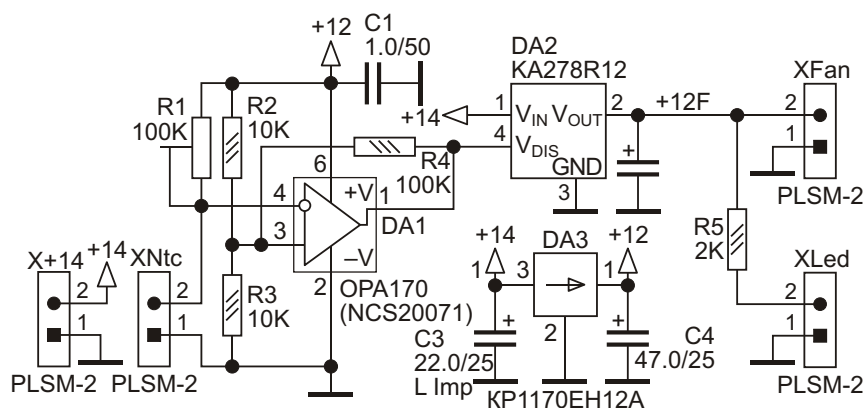 +12
C1
1.0/50
R1
100K
R2
10K
R4
100K
R3
10K
6
4
3
1
2
+V
–V
DA1
OPA170
(NCS20071)
DA2
KA278R12
+14
1
4
2
3
VIN VOUT
VDIS
GND
+12F
+
XFan
2
1
PLSM-2
R5
2K
XLed
2
1
PLSM-2
X+14
+14
2
1
PLSM-2
XNtc
2
1
PLSM-2
+14
DA3
+12
1
3
1
2
+
C3
22.0/25
L Imp
+
C4
47.0/25
КР1170ЕН12А